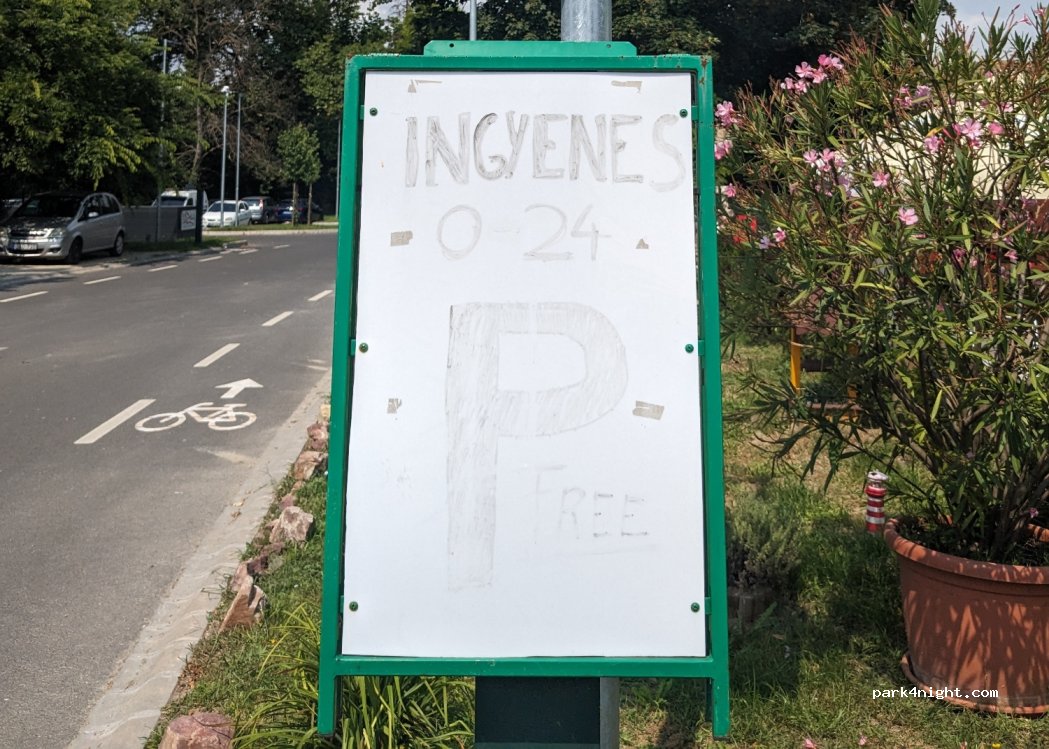 INGYENES
0-24
P
FREE
park4night.com